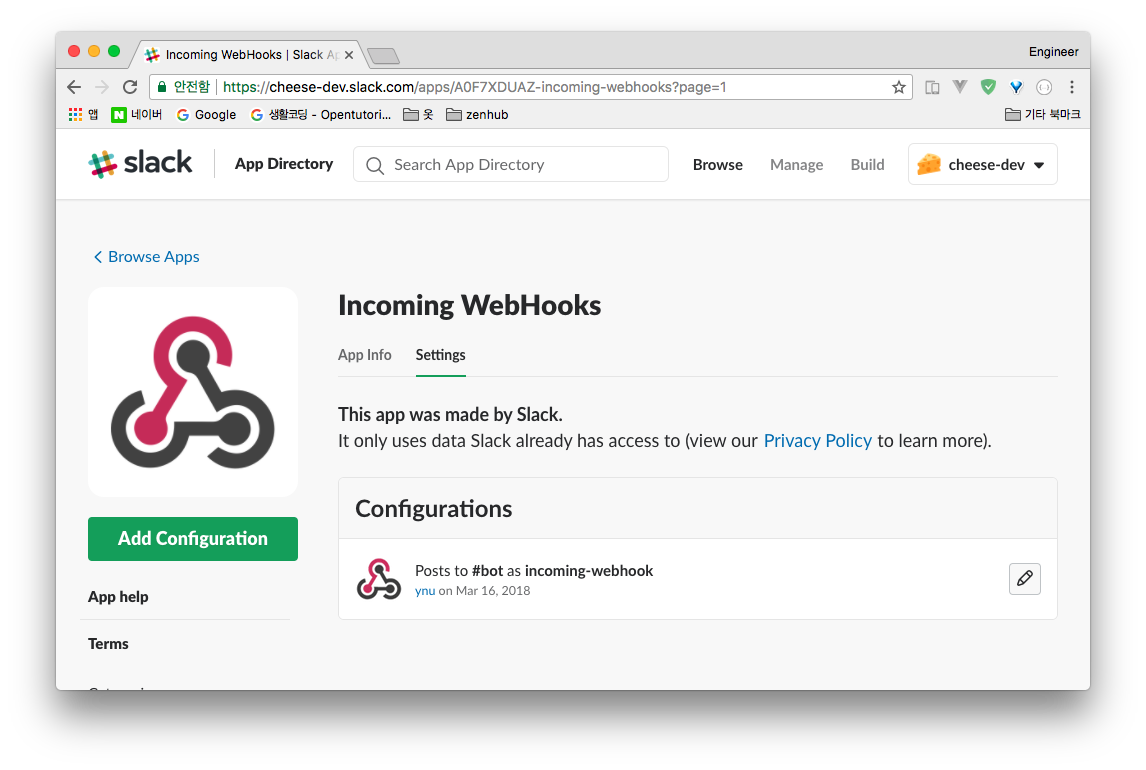 Incoming WebHooks | Slack Ap
Engineer
안전함 https://cheese-dev.slack.com/apps/A0F7XDUAZ-incoming-webhooks?page=1
앱 네이버 Google 생활코딩 - Opentutori... 옷 zenhub 기타 북마크
slack App Directory Search App Directory Browse Manage Build cheese-dev
Browse Apps
Incoming WebHooks
App Info Settings
This app was made by Slack.
It only uses data Slack already has access to (view our Privacy Policy to learn more).
Configurations
Add Configuration
Posts to #bot as incoming-webhook
ynu on Mar 16, 2018
App help
Terms